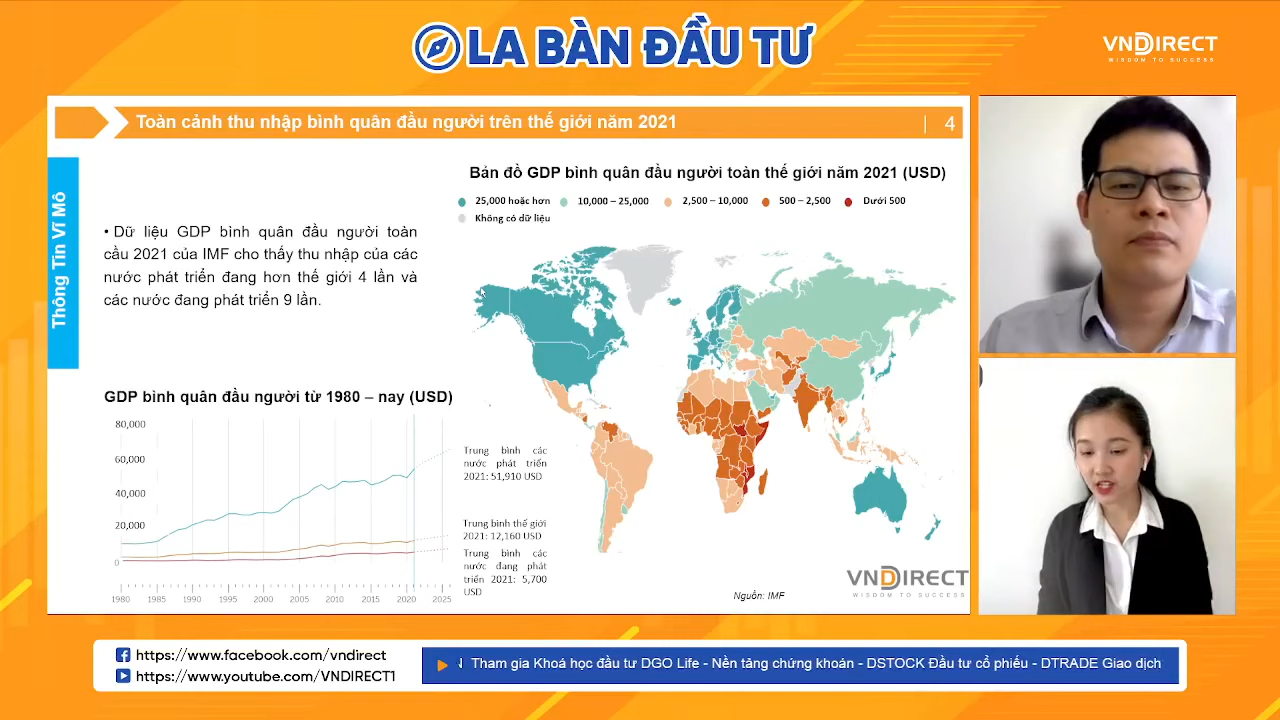 LA BÀN ĐẦU TƯ
VNDIRECT
WISDOM TO SUCCESS
Toàn cảnh thu nhập bình quân đầu người trên thế giới năm 2021
| 4
Thông Tin Vĩ Mô
• Dữ liệu GDP bình quân đầu người toàn
cầu 2021 của IMF cho thấy thu nhập của các
nước phát triển đang hơn thế giới 4 lần và
các nước đang phát triển 9 lần.
Bản đồ GDP bình quân đầu người toàn thế giới năm 2021 (USD)
25,000 hoặc hơn 10,000 – 25,000 2,500 – 10,000 500 – 2,500 Dưới 500
Không có dữ liệu
GDP bình quân đầu người từ 1980 – nay (USD)
80,000
60,000
40,000
20,000
0
1980 1985 1990 1995 2000 2005 2010 2015 2020 2025
Trung bình các
nước phát triển
2021: 51,910 USD
Trung bình thế giới
2021: 12,160 USD
Trung bình các
nước đang phát
triển 2021: 5,700
USD
Nguồn: IMF
VNDIRECT
WISDOM TO SUCCESS
https://www.facebook.com/vndirect
https://www.youtube.com/VNDIRECT1
Tham gia Khoá học đầu tư DGO Life - Nền tảng chứng khoán - DSTOCK Đầu tư cổ phiếu - DTRADE Giao dịch